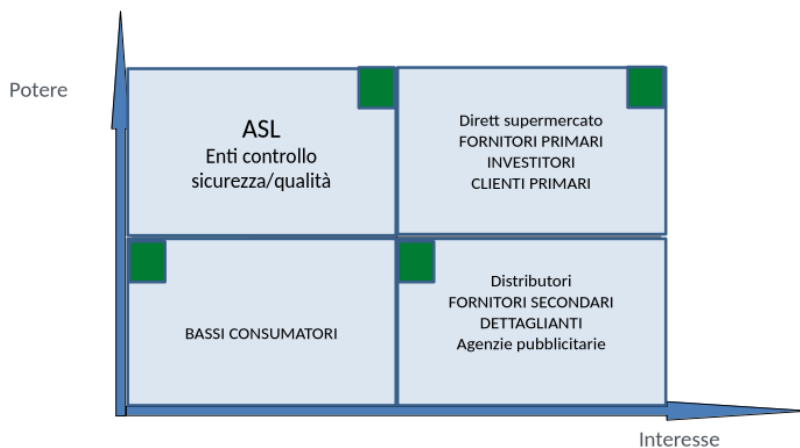 Potere
ASL
Enti controllo
sicurezza/qualità
Dirett supermercato
FORNITORI PRIMARI
INVESTITORI
CLIENTI PRIMARI
BASSI CONSUMATORI
Distributori
FORNITORI SECONDARI
DETTAGLIANTI
Agenzie pubblicitarie
Interesse